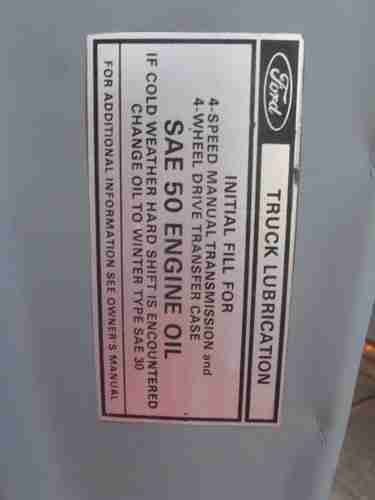 Ford
TRUCK LUBRICATION
INITIAL FILL FOR
4-SPEED MANUAL TRANSMISSION and
4-WHEEL DRIVE TRANSFER CASE
SAE 50 ENGINE OIL
IF COLD WEATHER HARD SHIFT IS ENCOUNTERED
CHANGE OIL TO WINTER TYPE SAE 30
FOR ADDITIONAL INFORMATION SEE OWNER'S MANUAL